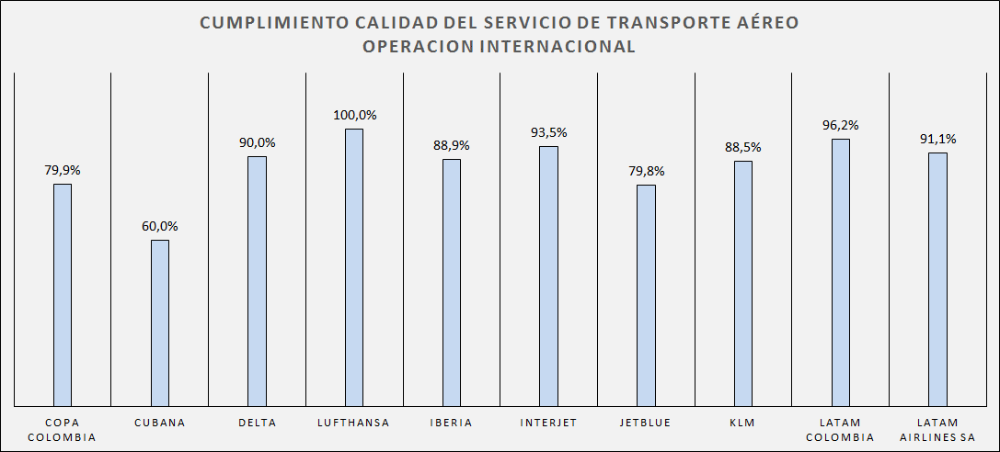 CUMPLIMIENTO CALIDAD DEL SERVICIO DE TRANSPORTE AÉREO
OPERACION INTERNACIONAL
79,9%
60,0%
90,0%
100,0%
88,9%
93,5%
79,8%
88,5%
96,2%
91,1%
COPA
COLOMBIA
CUBANA
DELTA
LUFTHANSA
IBERIA
INTERJET
JETBLUE
KLM
LATAM
COLOMBIA
LATAM
AIRLINES SA